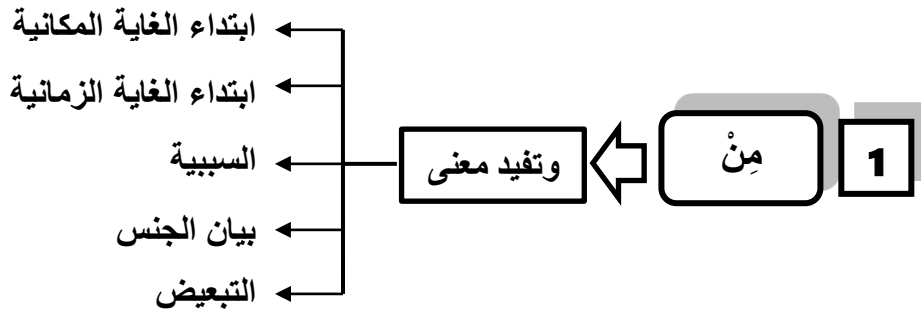 1
مِنْ
وتفيد معنى
ابتداء الغاية المكانية
ابتداء الغاية الزمانية
السببية
بيان الجنس
التبعيض